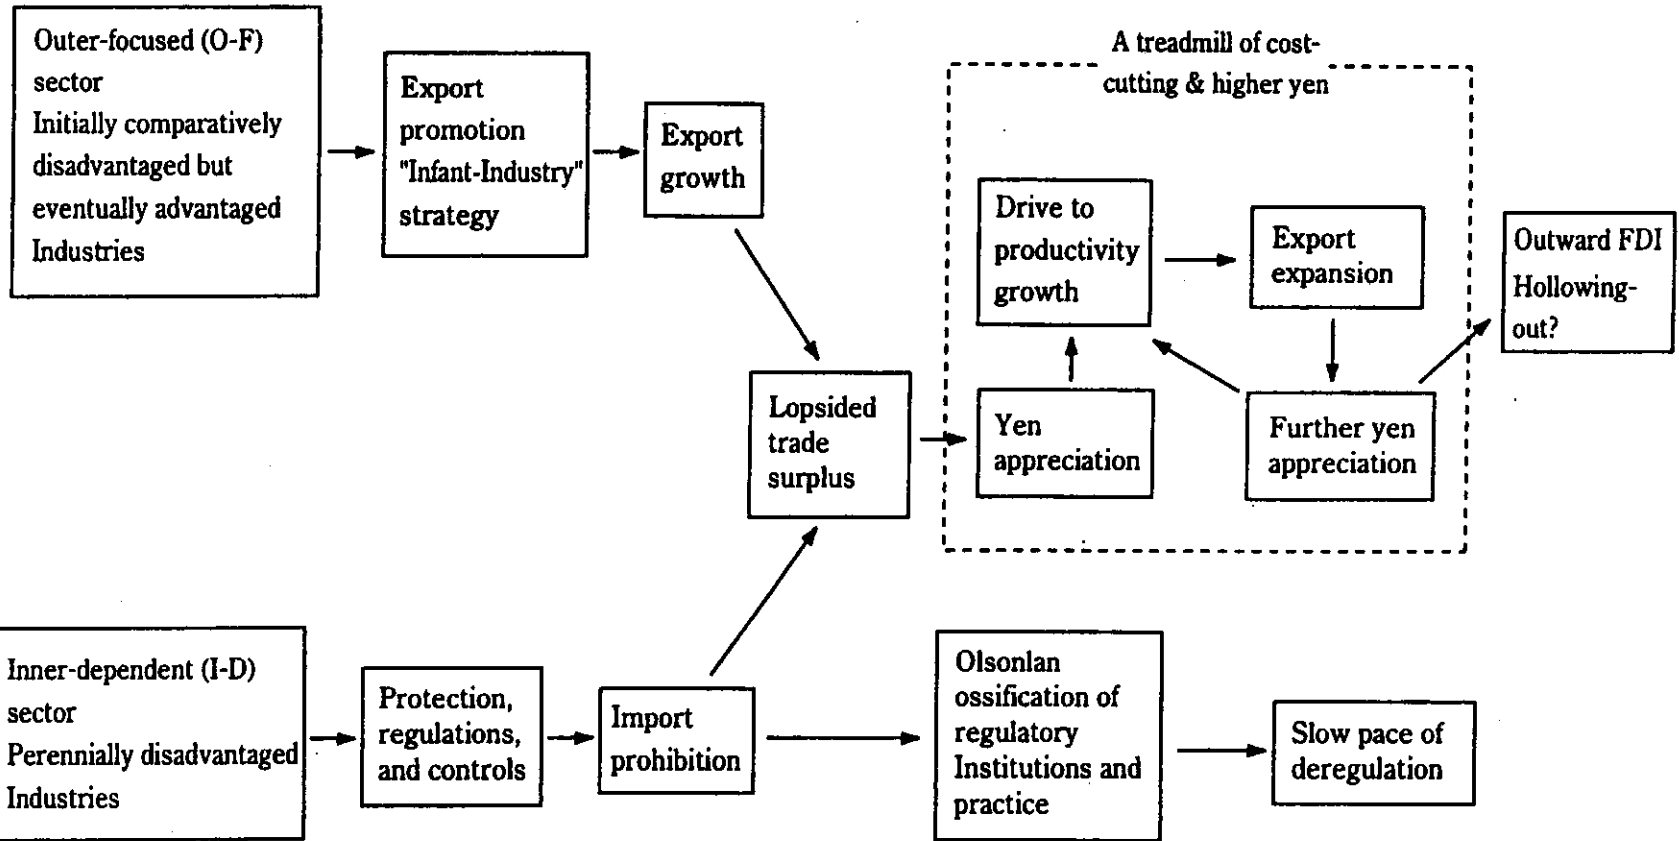 Outer-focused (O-F)
sector
Initially comparatively
disadvantaged but
eventually advantaged
Industries
Export
promotion
"Infant-Industry"
strategy
Export
growth
A treadmill of cost-
cutting & higher yen
Drive to
productivity
growth
Export
expansion
Outward FDI
Hollowing-
out?
Lopsided
trade
surplus
Yen
appreciation
Further yen
appreciation
Inner-dependent (I-D)
sector
Perennially disadvantaged
Industries
Protection,
regulations,
and controls
Import
prohibition
Olsonlan
ossification of
regulatory
Institutions and
practice
Slow pace of
deregulation